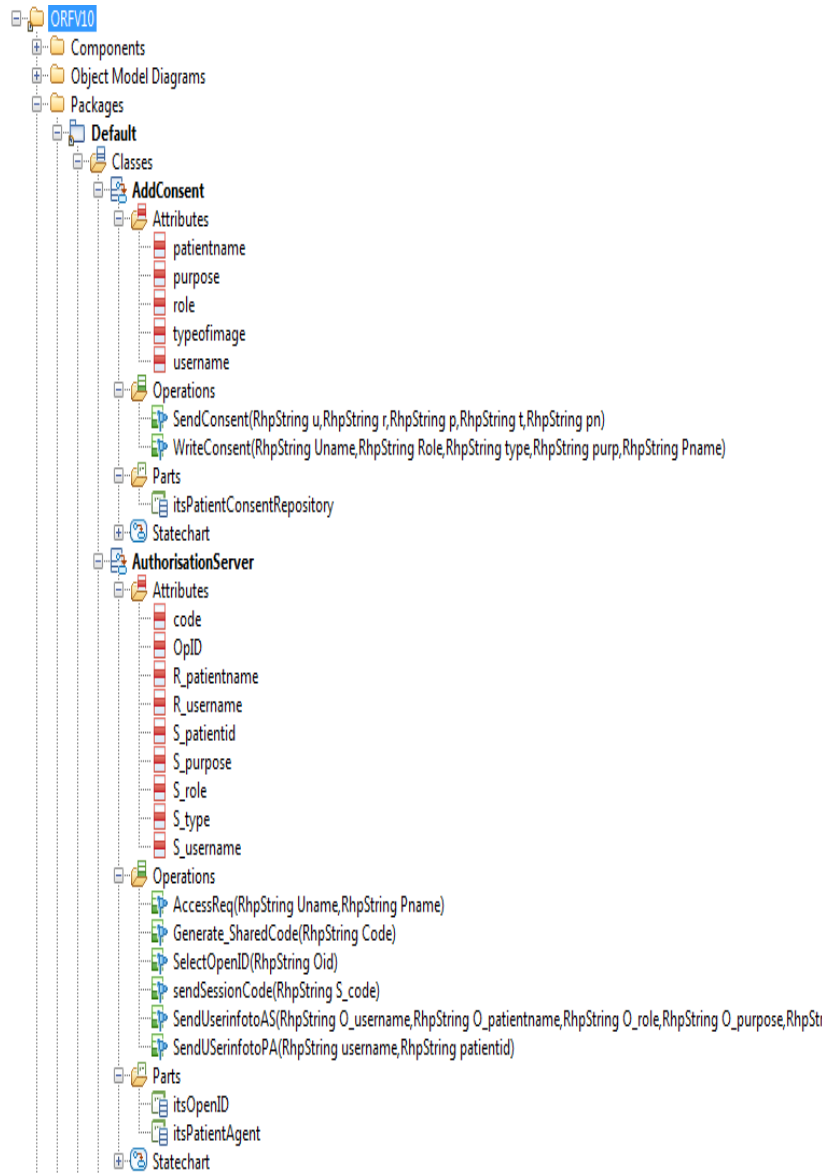 ORFV10
Components
Object Model Diagrams
Packages
Default
Classes
AddConsent
Attributes
patientname
purpose
role
typeofimage
username
Operations
SendConsent(RhpString u,RhpString r,RhpString p,RhpString t,RhpString pn)
WriteConsent(RhpString Uname,RhpString Role,RhpString type,RhpString purp,RhpString Pname)
Parts
itsPatientConsentRepository
Statechart
AuthorisationServer
Attributes
code
OpID
R_patientname
R_username
S_patientid
S_purpose
S_role
S_type
S_username
Operations
AccessReq(RhpString Uname,RhpString Pname)
Generate_SharedCode(RhpString Code)
SelectOpenID(RhpString Oid)
sendSessionCode(RhpString S_code)
SendUserinfotoAS(RhpString O_username,RhpString O_patientname,RhpString O_role,RhpString O_purpose,RhpStr
SendUSerinfotoPA(RhpString username,RhpString patientid)
Parts
itsOpenID
itsPatientAgent
Statechart